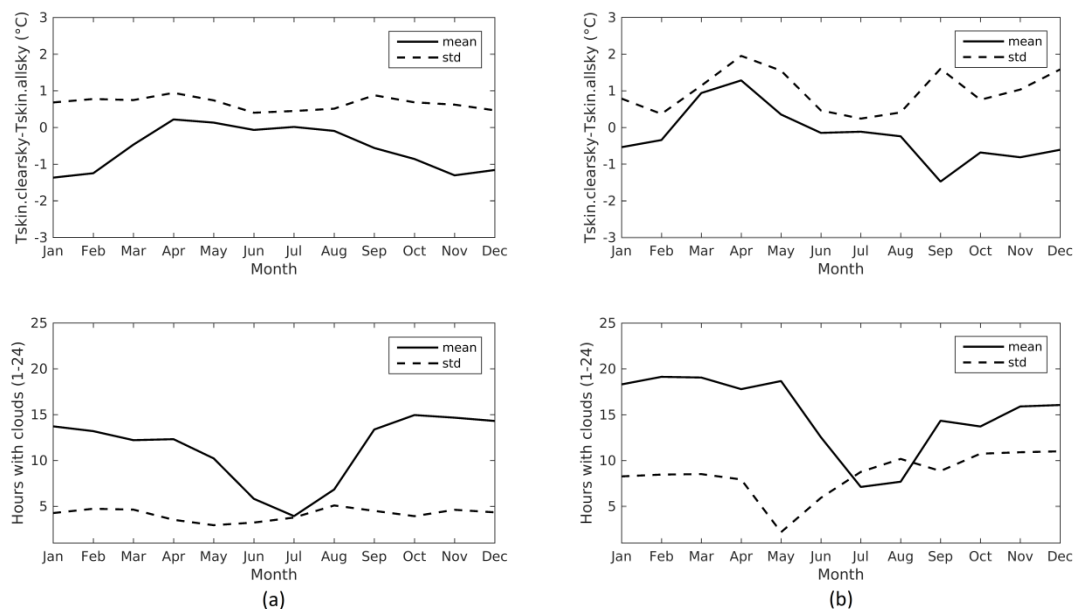 3
2
1
0
-1
-2
-3
Tskin.clearsky-Tskin.allsky (°C)
mean
std
Jan Feb Mar Apr May Jun Jul Aug Sep Oct Nov Dec
Month
3
2
1
0
-1
-2
-3
Tskin.clearsky-Tskin.allsky (°C)
mean
std
Jan Feb Mar Apr May Jun Jul Aug Sep Oct Nov Dec
Month
25
20
15
10
5
Hours with clouds (1-24)
mean
std
Jan Feb Mar Apr May Jun Jul Aug Sep Oct Nov Dec
Month
(a)
25
20
15
10
5
Hours with clouds (1-24)
mean
std
Jan Feb Mar Apr May Jun Jul Aug Sep Oct Nov Dec
Month
(b)